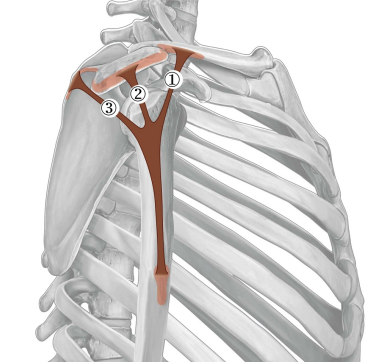 ①
②
③